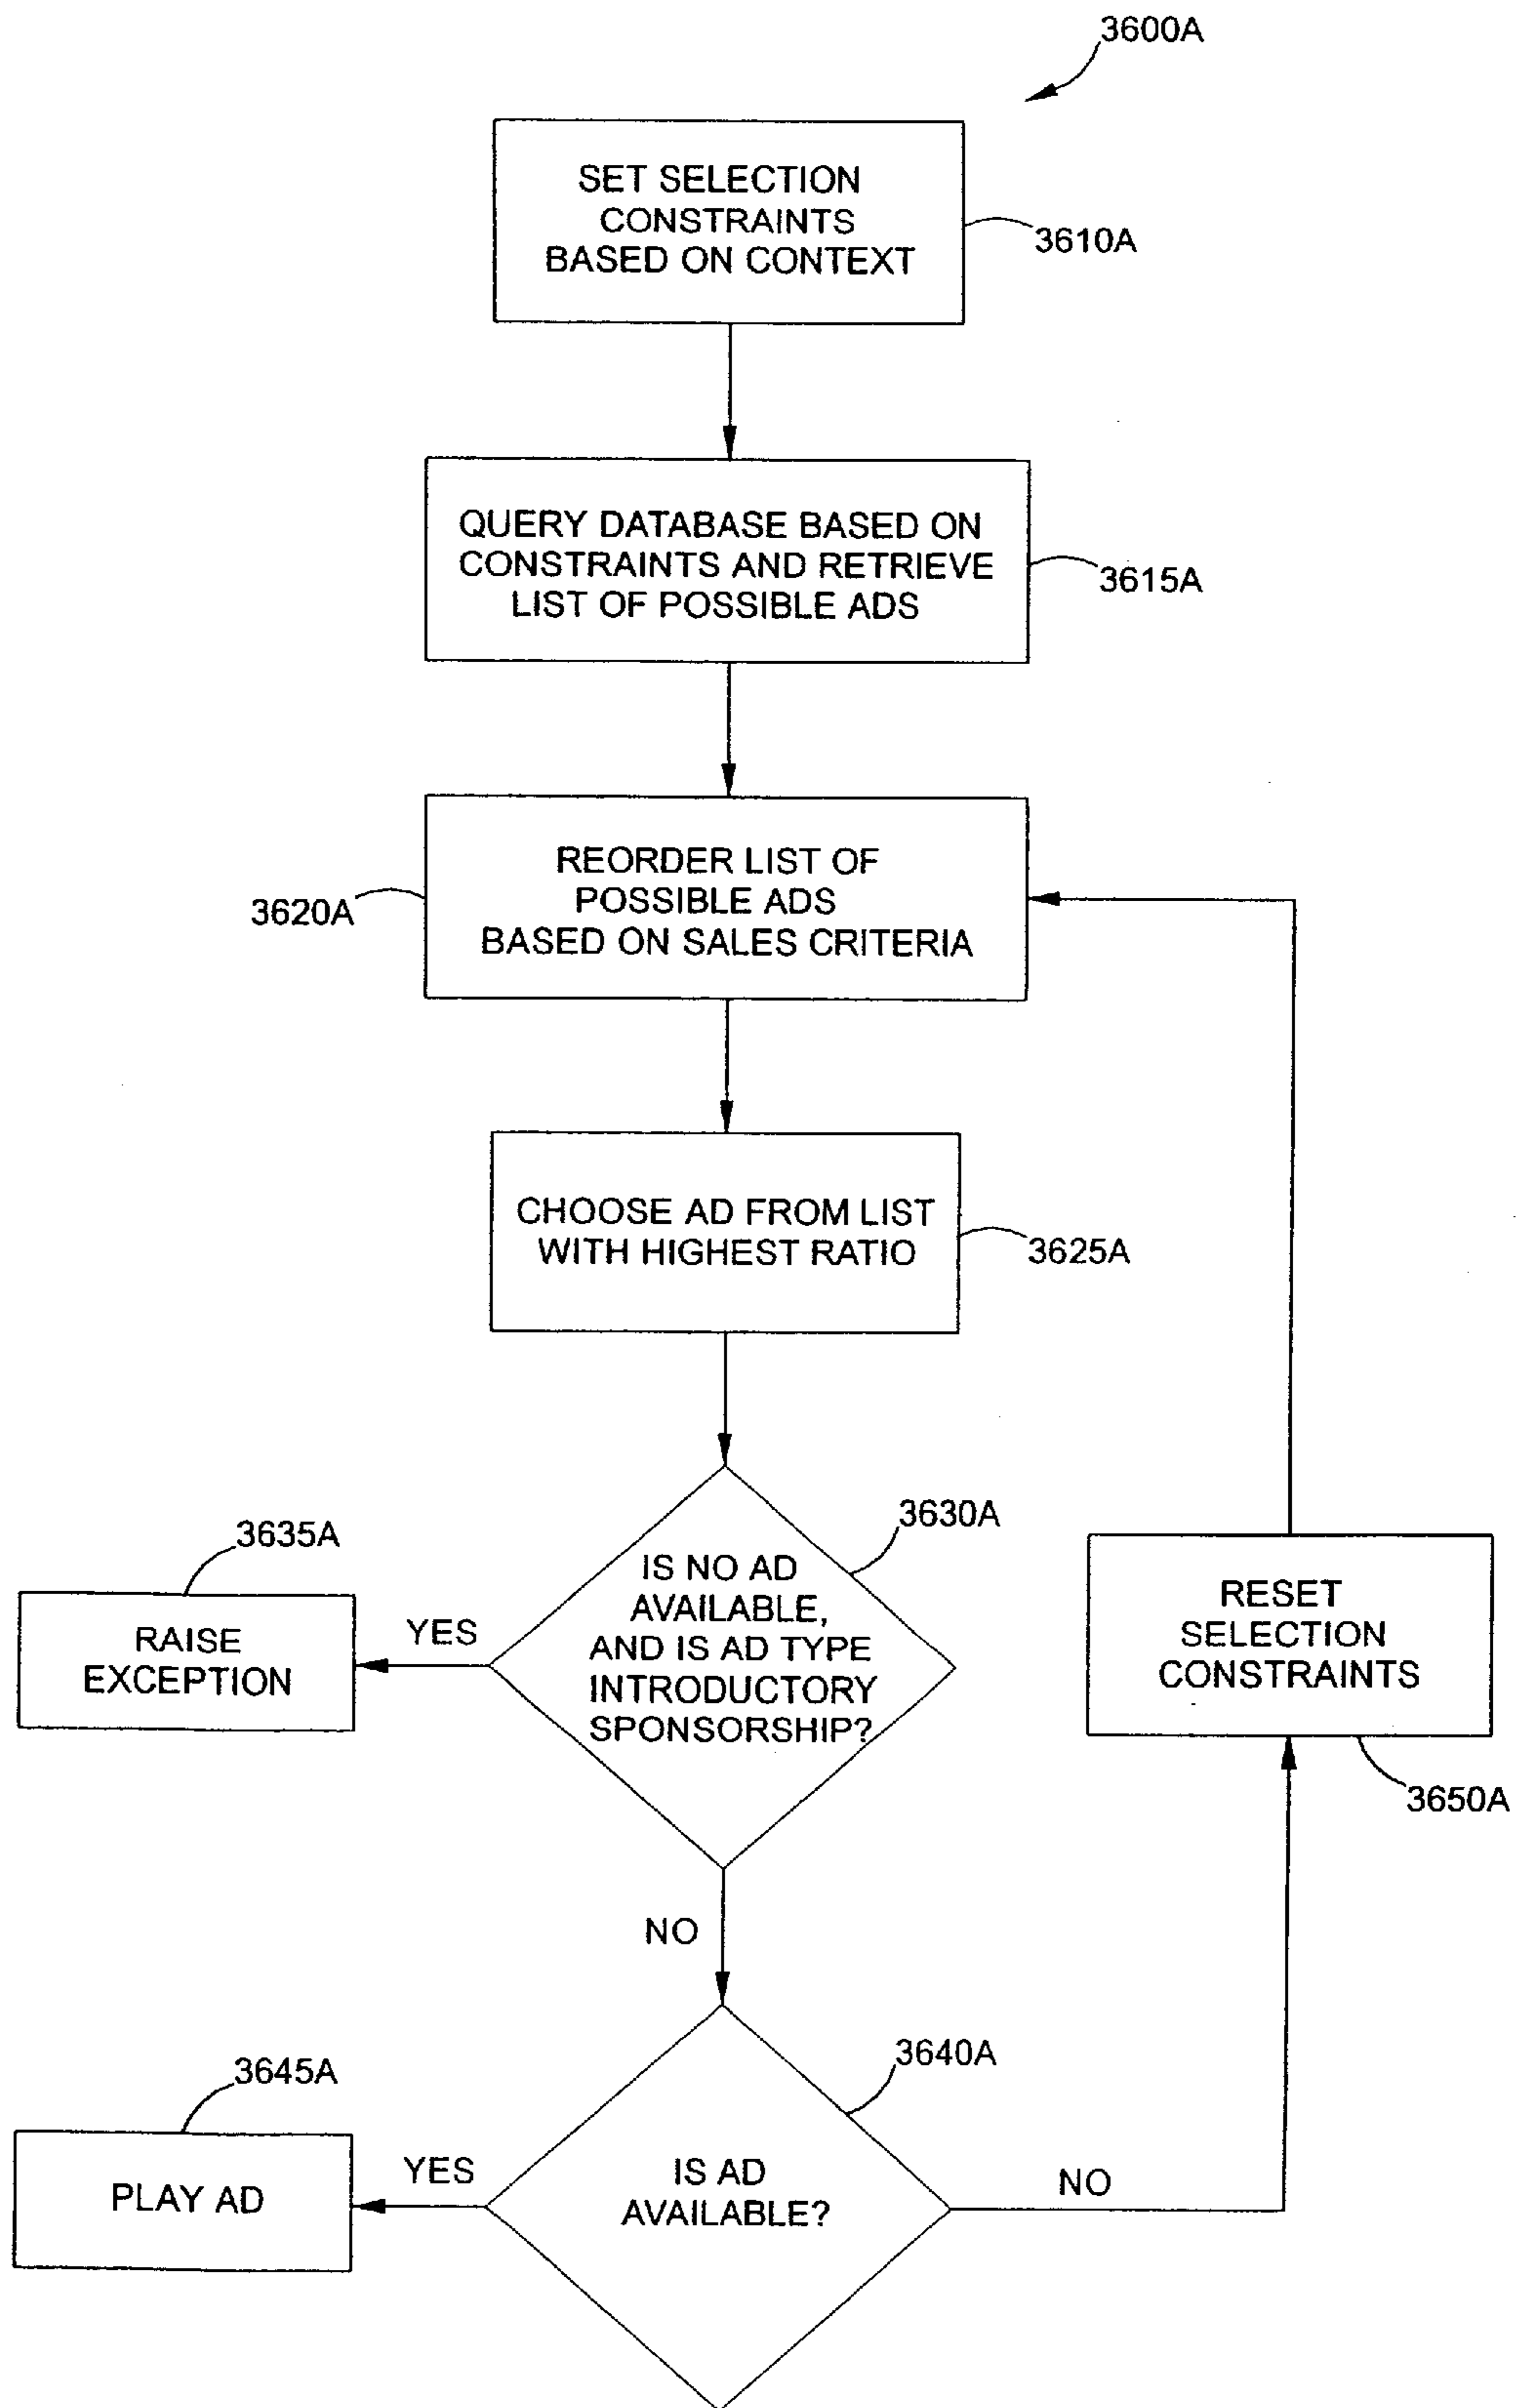 3600A
SET SELECTION
CONSTRAINTS
BASED ON CONTEXT
3610A
QUERY DATABASE BASED ON
CONSTRAINTS AND RETRIEVE
LIST OF POSSIBLE ADS
3615A
REORDER LIST OF
POSSIBLE ADS
BASED ON SALES CRITERIA
3620A
CHOOSE AD FROM LIST
WITH HIGHEST RATIO
3625A
3630A
IS NO AD
AVAILABLE,
AND IS AD TYPE
INTRODUCTORY
SPONSORSHIP?
YES
3635A
RAISE
EXCEPTION
RESET
SELECTION
CONSTRAINTS
3650A
NO
3640A
IS AD
AVAILABLE?
YES
3645A
PLAY AD
NO